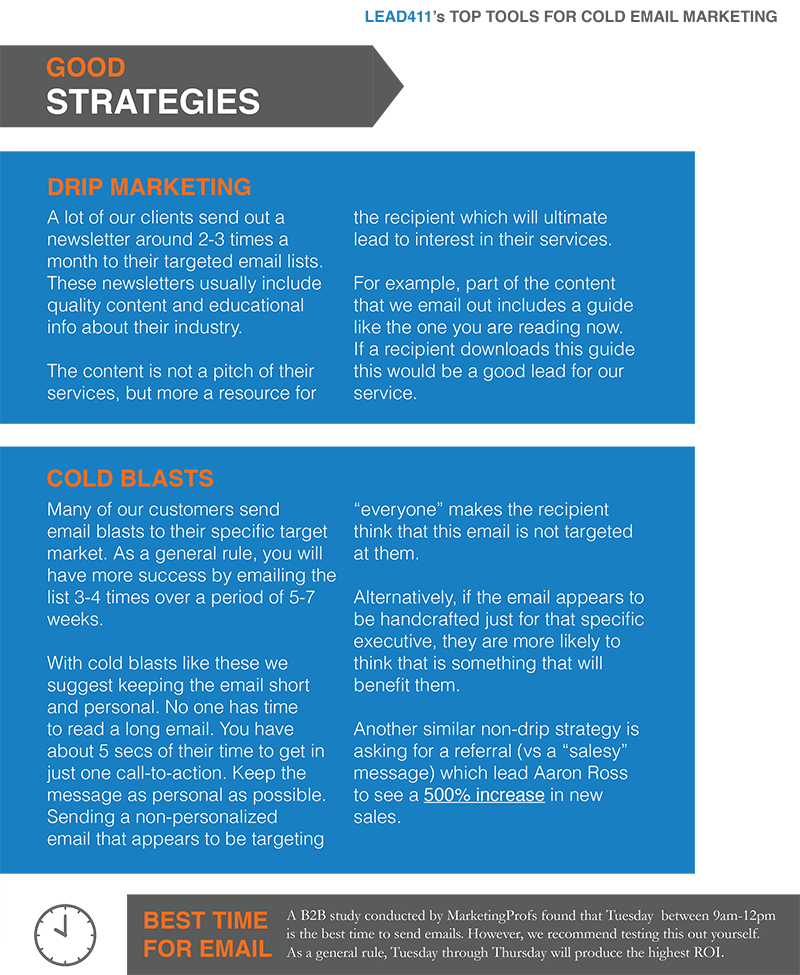 LEAD411's TOP TOOLS FOR COLD EMAIL MARKETING
GOOD
STRATEGIES
DRIP MARKETING
A lot of our clients send out a
newsletter around 2-3 times a
month to their targeted email lists.
These newsletters usually include
quality content and educational
info about their industry.
The content is not a pitch of their
services, but more a resource for
the recipient which will ultimate
lead to interest in their services.
For example, part of the content
that we email out includes a guide
like the one you are reading now.
If a recipient downloads this guide
this would be a good lead for our
service.
COLD BLASTS
Many of our customers send
email blasts to their specific target
market. As a general rule, you will
have more success by emailing the
list 3-4 times over a period of 5-7
weeks.
With cold blasts like these we
suggest keeping the email short
and personal. No one has time
to read a long email. You have
about 5 secs of their time to get in
just one call-to-action. Keep the
message as personal as possible.
Sending a non-personalized
email that appears to be targeting
“everyone” makes the recipient
think that this email is not targeted
at them.
Alternatively, if the email appears to
be handcrafted just for that specific
executive, they are more likely to
think that is something that will
benefit them.
Another similar non-drip strategy is
asking for a referral (vs a “salesy”
message) which lead Aaron Ross
to see a 500% increase in new
sales.
BEST TIME
FOR EMAIL
A B2B study conducted by MarketingProfs found that Tuesday between 9am-12pm
is the best time to send emails. However, we recommend testing this out yourself.
As a general rule, Tuesday through Thursday will produce the highest ROI.